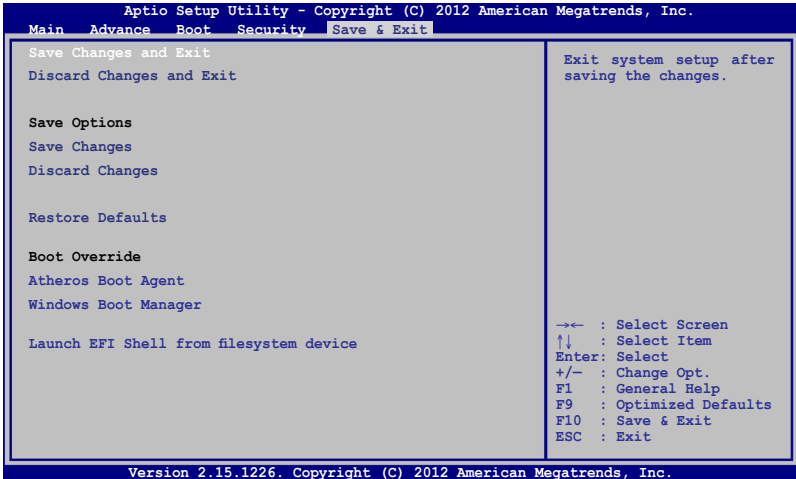 Aptio Setup Utility - Copyright (C) 2012 American Megatrends, Inc.
Main Advance Boot Security Save & Exit
Save Changes and Exit
Discard Changes and Exit
Save Options
Save Changes
Discard Changes
Restore Defaults
Boot Override
Atheros Boot Agent
Windows Boot Manager
Launch EFI Shell from filesystem device
Exit system setup after
saving the changes.
→← : Select Screen
↑↓ : Select Item
Enter: Select
+/— : Change Opt.
F1 : General Help
F9 : Optimized Defaults
F10 : Save & Exit
ESC : Exit
Version 2.15.1226. Copyright (C) 2012 American Megatrends, Inc.